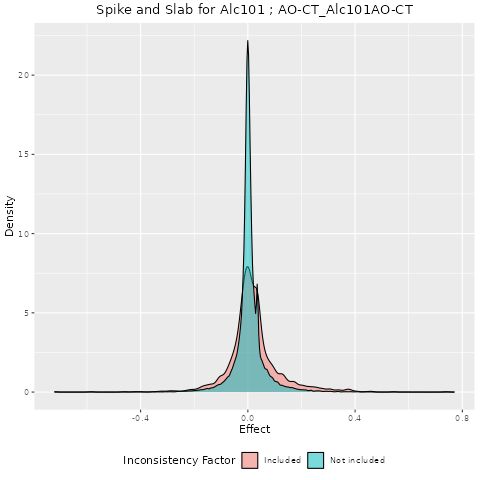 Spike and Slab for Alc101 ; AO-CT_Alc101AO-CT
Density
20
15
10
5
0
-0.4
0.0
0.4
0.8
Effect
Inconsistency Factor
Included
Not included